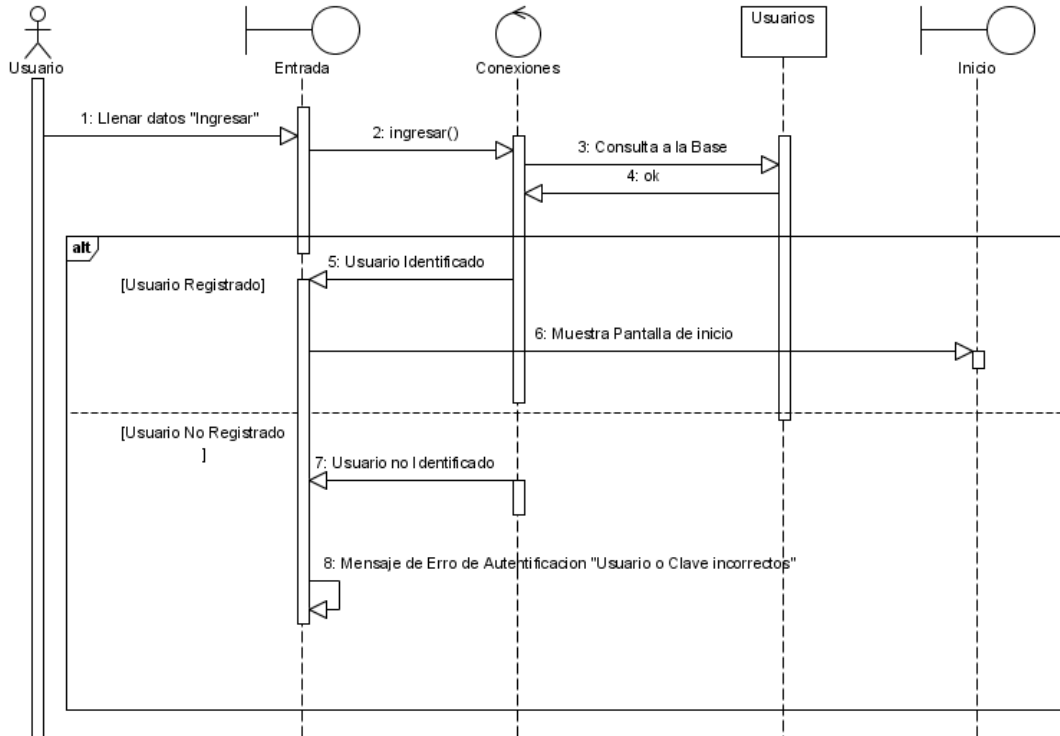 Usuario
Entrada
Conexiones
Usuarios
Inicio
1: Llenar datos "Ingresar"
2: ingresar()
3: Consulta a la Base
4: ok
alt
5: Usuario Identificado
[Usuario Registrado]
6: Muestra Pantalla de inicio
[Usuario No Registrado
]
7: Usuario no Identificado
8: Mensaje de Erro de Autentificacion "Usuario o Clave incorrectos"